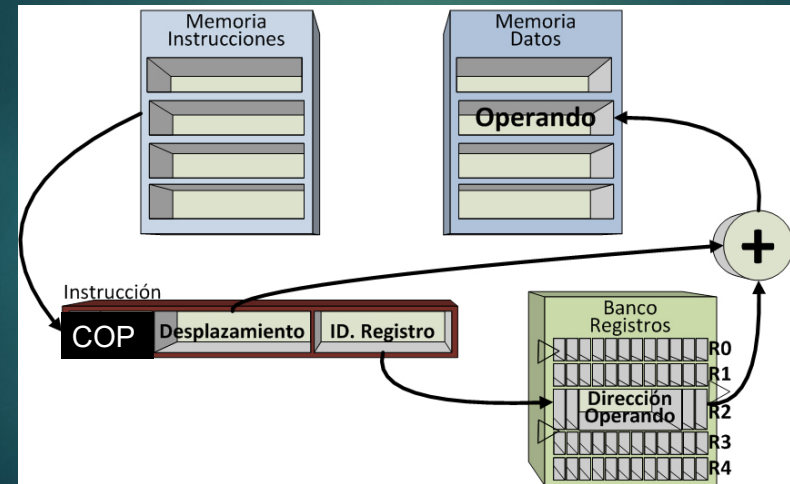 Memoria
Instrucciones
Memoria
Datos
Operando
+
Instrucción
COP
Desplazamiento
ID. Registro
Banco
Registros
R0
R1
Dirección
Operando
R2
R3
R4